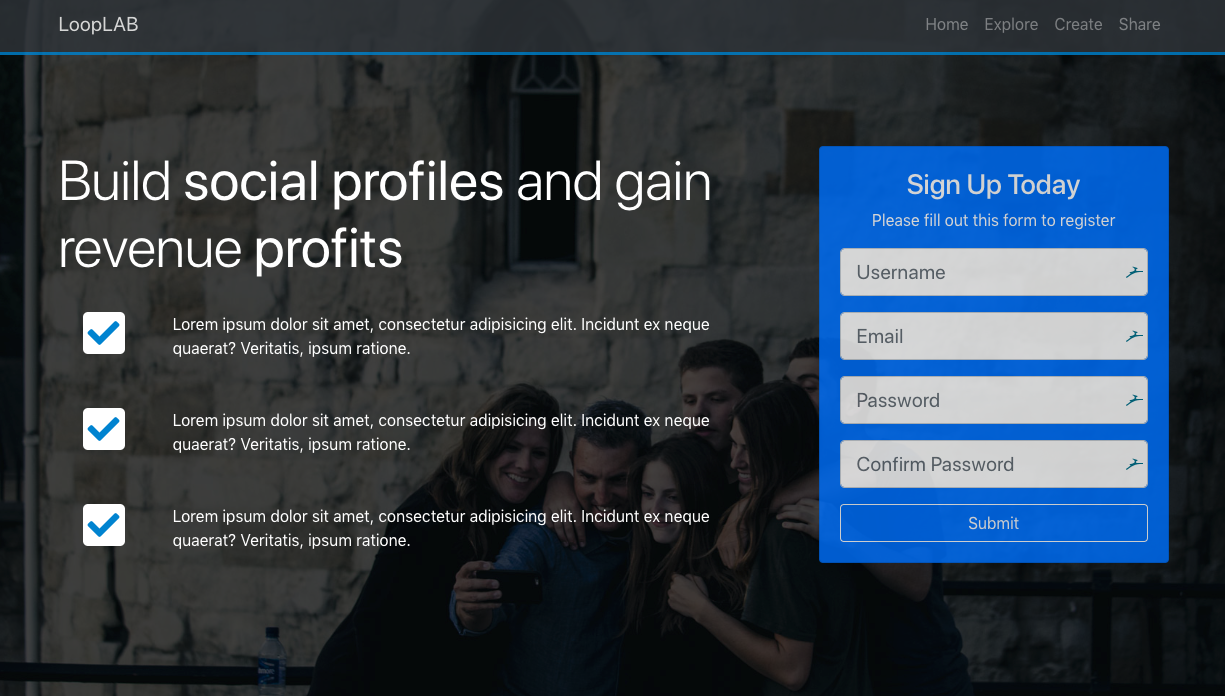 LoopLAB
Home Explore Create Share
Build social profiles and gain
revenue profits
Lorem ipsum dolor sit amet, consectetur adipisicing elit. Incidunt ex neque
quaerat? Veritatis, ipsum ratione.
Lorem ipsum dolor sit amet, consectetur adipisicing elit. Incidunt ex neque
quaerat? Veritatis, ipsum ratione.
Lorem ipsum dolor sit amet, consectetur adipisicing elit. Incidunt ex neque
quaerat? Veritatis, ipsum ratione.
Sign Up Today
Please fill out this form to register
Username
Email
Password
Confirm Password
Submit